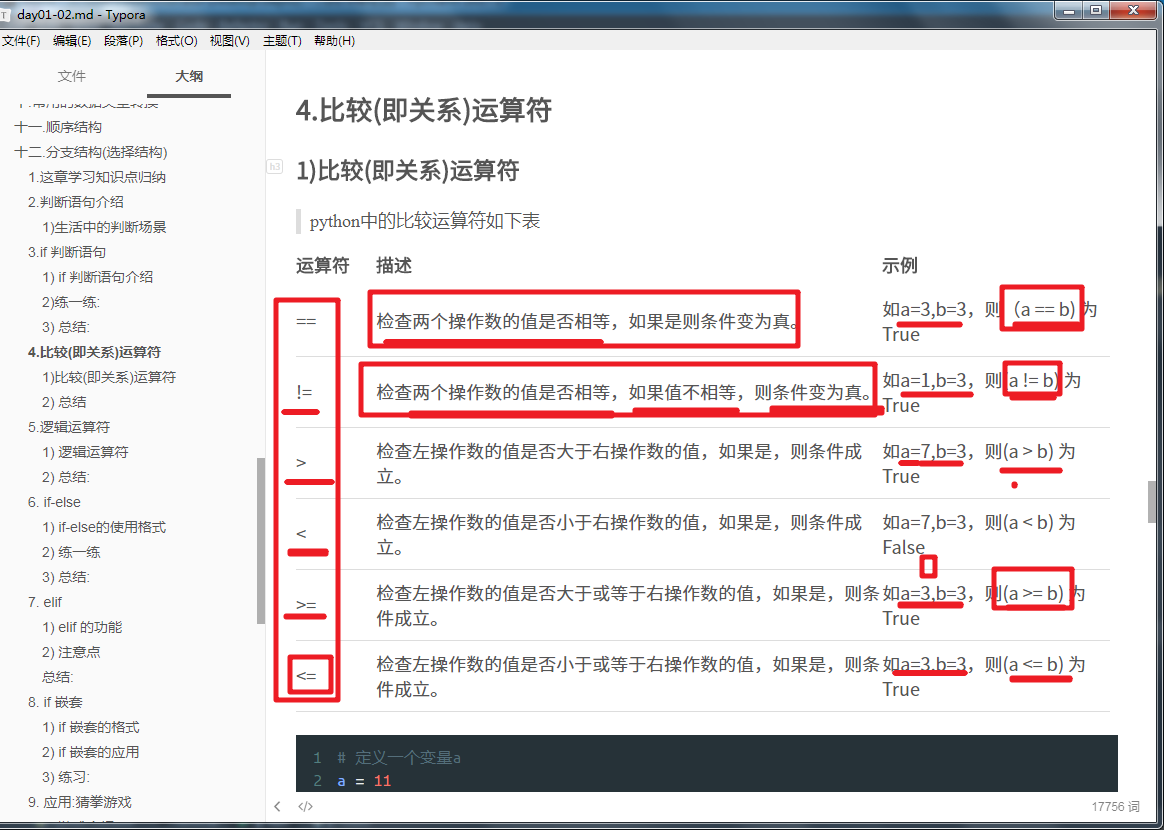 day01-02.md - Typora
文件(F) 编辑(E) 段落(P) 格式(O) 视图(V) 主题(T) 帮助(H)
文件 大纲
十一.顺序结构
十二.分支结构(选择结构)
1.这章学习知识点归纳
2.判断语句介绍
1)生活中的判断场景
3.if 判断语句
1) if 判断语句介绍
2)练一练:
3) 总结:
4.比较(即关系)运算符
1)比较(即关系)运算符
2) 总结
5.逻辑运算符
1) 逻辑运算符
2) 总结:
6. if-else
1) if-else的使用格式
2) 练一练
3) 总结:
7. elif
1) elif 的功能
2) 注意点
总结:
8. if 嵌套
1) if 嵌套的格式
2) if 嵌套的应用
3) 练习:
9. 应用:猜拳游戏
4.比较(即关系)运算符
h3
1)比较(即关系)运算符
python中的比较运算符如下表
运算符 描述 示例
== 检查两个操作数的值是否相等，如果是则条件变为真。 如a=3,b=3，则（a == b) 为
True
!= 检查两个操作数的值是否相等，如果值不相等，则条件变为真。 如a=1,b=3，则(a != b) 为
True
> 检查左操作数的值是否大于右操作数的值，如果是，则条件成 如a=7,b=3，则(a > b) 为
立。 True
< 检查左操作数的值是否小于右操作数的值，如果是，则条件成 如a=7,b=3，则(a < b) 为
立。 False
>= 检查左操作数的值是否大于或等于右操作数的值，如果是，则条 如a=3,b=3，则(a >= b) 为
件成立。 True
<= 检查左操作数的值是否小于或等于右操作数的值，如果是，则条 如a=3,b=3，则(a <= b) 为
件成立。 True
1 # 定义一个变量a
2 a = 11
17756 词